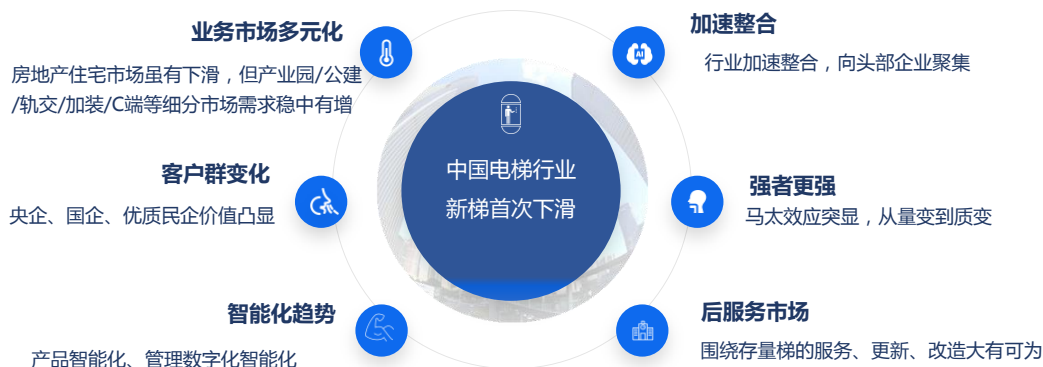 业务市场多元化
房地产住宅市场虽有下滑，但产业园/公建
/轨交/加装/C端等细分市场需求稳中有增
客户群变化
央企、国企、优质民企价值凸显
智能化趋势
产品智能化、管理数字化智能化
中国电梯行业
新梯首次下滑
加速整合
行业加速整合，向头部企业聚集
AI
强者更强
马太效应突显，从量变到质变
后服务市场
围绕存量梯的服务、更新、改造大有可为